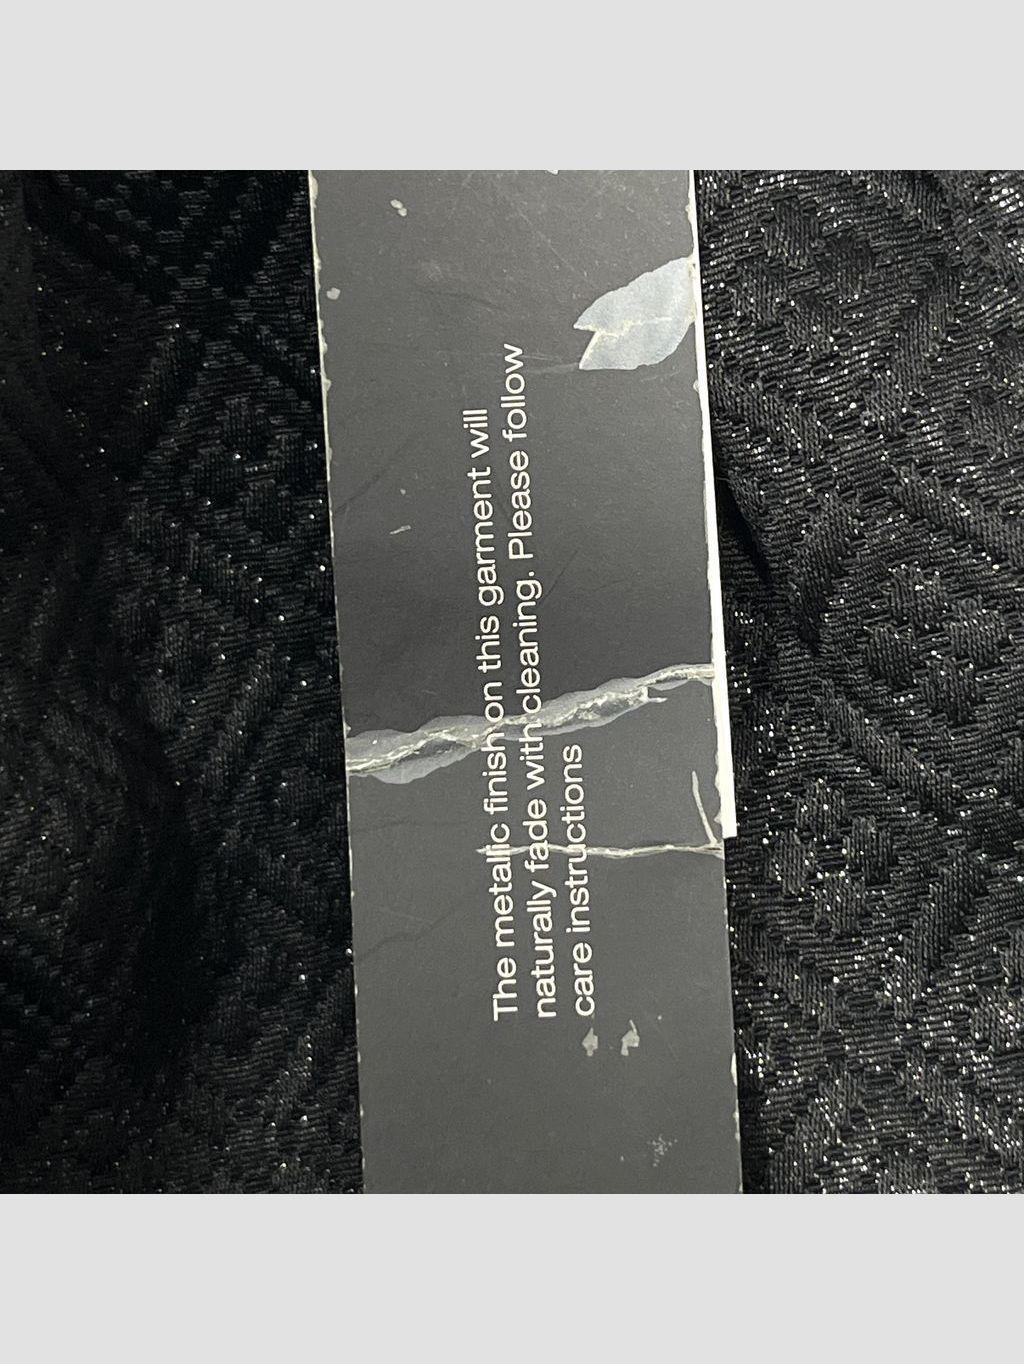 The metallic finish on this garment will
naturally fade with cleaning. Please follow
care instructions